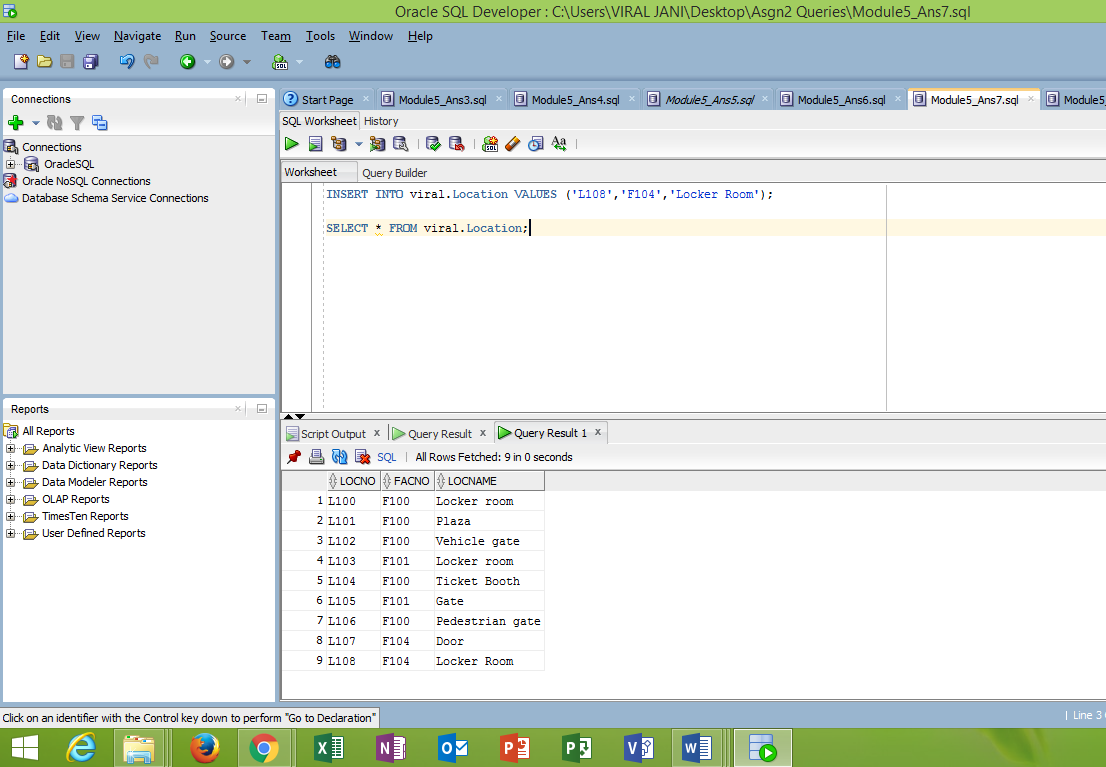 Oracle SQL Developer : C:\Users\VIRAL JANI\Desktop\Asgn2 Queries\Module5_Ans7.sql
File Edit View Navigate Run Source Team Tools Window Help
Connections
Connections
OracleSQL
Oracle NoSQL Connections
Database Schema Service Connections
Reports
All Reports
Analytic View Reports
Data Dictionary Reports
Data Modeler Reports
OLAP Reports
TimesTen Reports
User Defined Reports
Start Page Module5_Ans3.sql Module5_Ans4.sql Module5_Ans5.sql Module5_Ans6.sql Module5_Ans7.sql Module5
SQL Worksheet History
Worksheet Query Builder
INSERT INTO viral.Location VALUES ('L108','F104','Locker Room');
SELECT * FROM viral.Location;
Script Output x Query Result x Query Result 1 x
SQL | All Rows Fetched: 9 in 0 seconds
LOCNO FACNO LOCNAME
1 L100 F100 Locker room
2 L101 F100 Plaza
3 L102 F100 Vehicle gate
4 L103 F101 Locker room
5 L104 F100 Ticket Booth
6 L105 F101 Gate
7 L106 F100 Pedestrian gate
8 L107 F104 Door
9 L108 F104 Locker Room
Click on an identifier with the Control key down to perform "Go to Declaration"
| Line 3